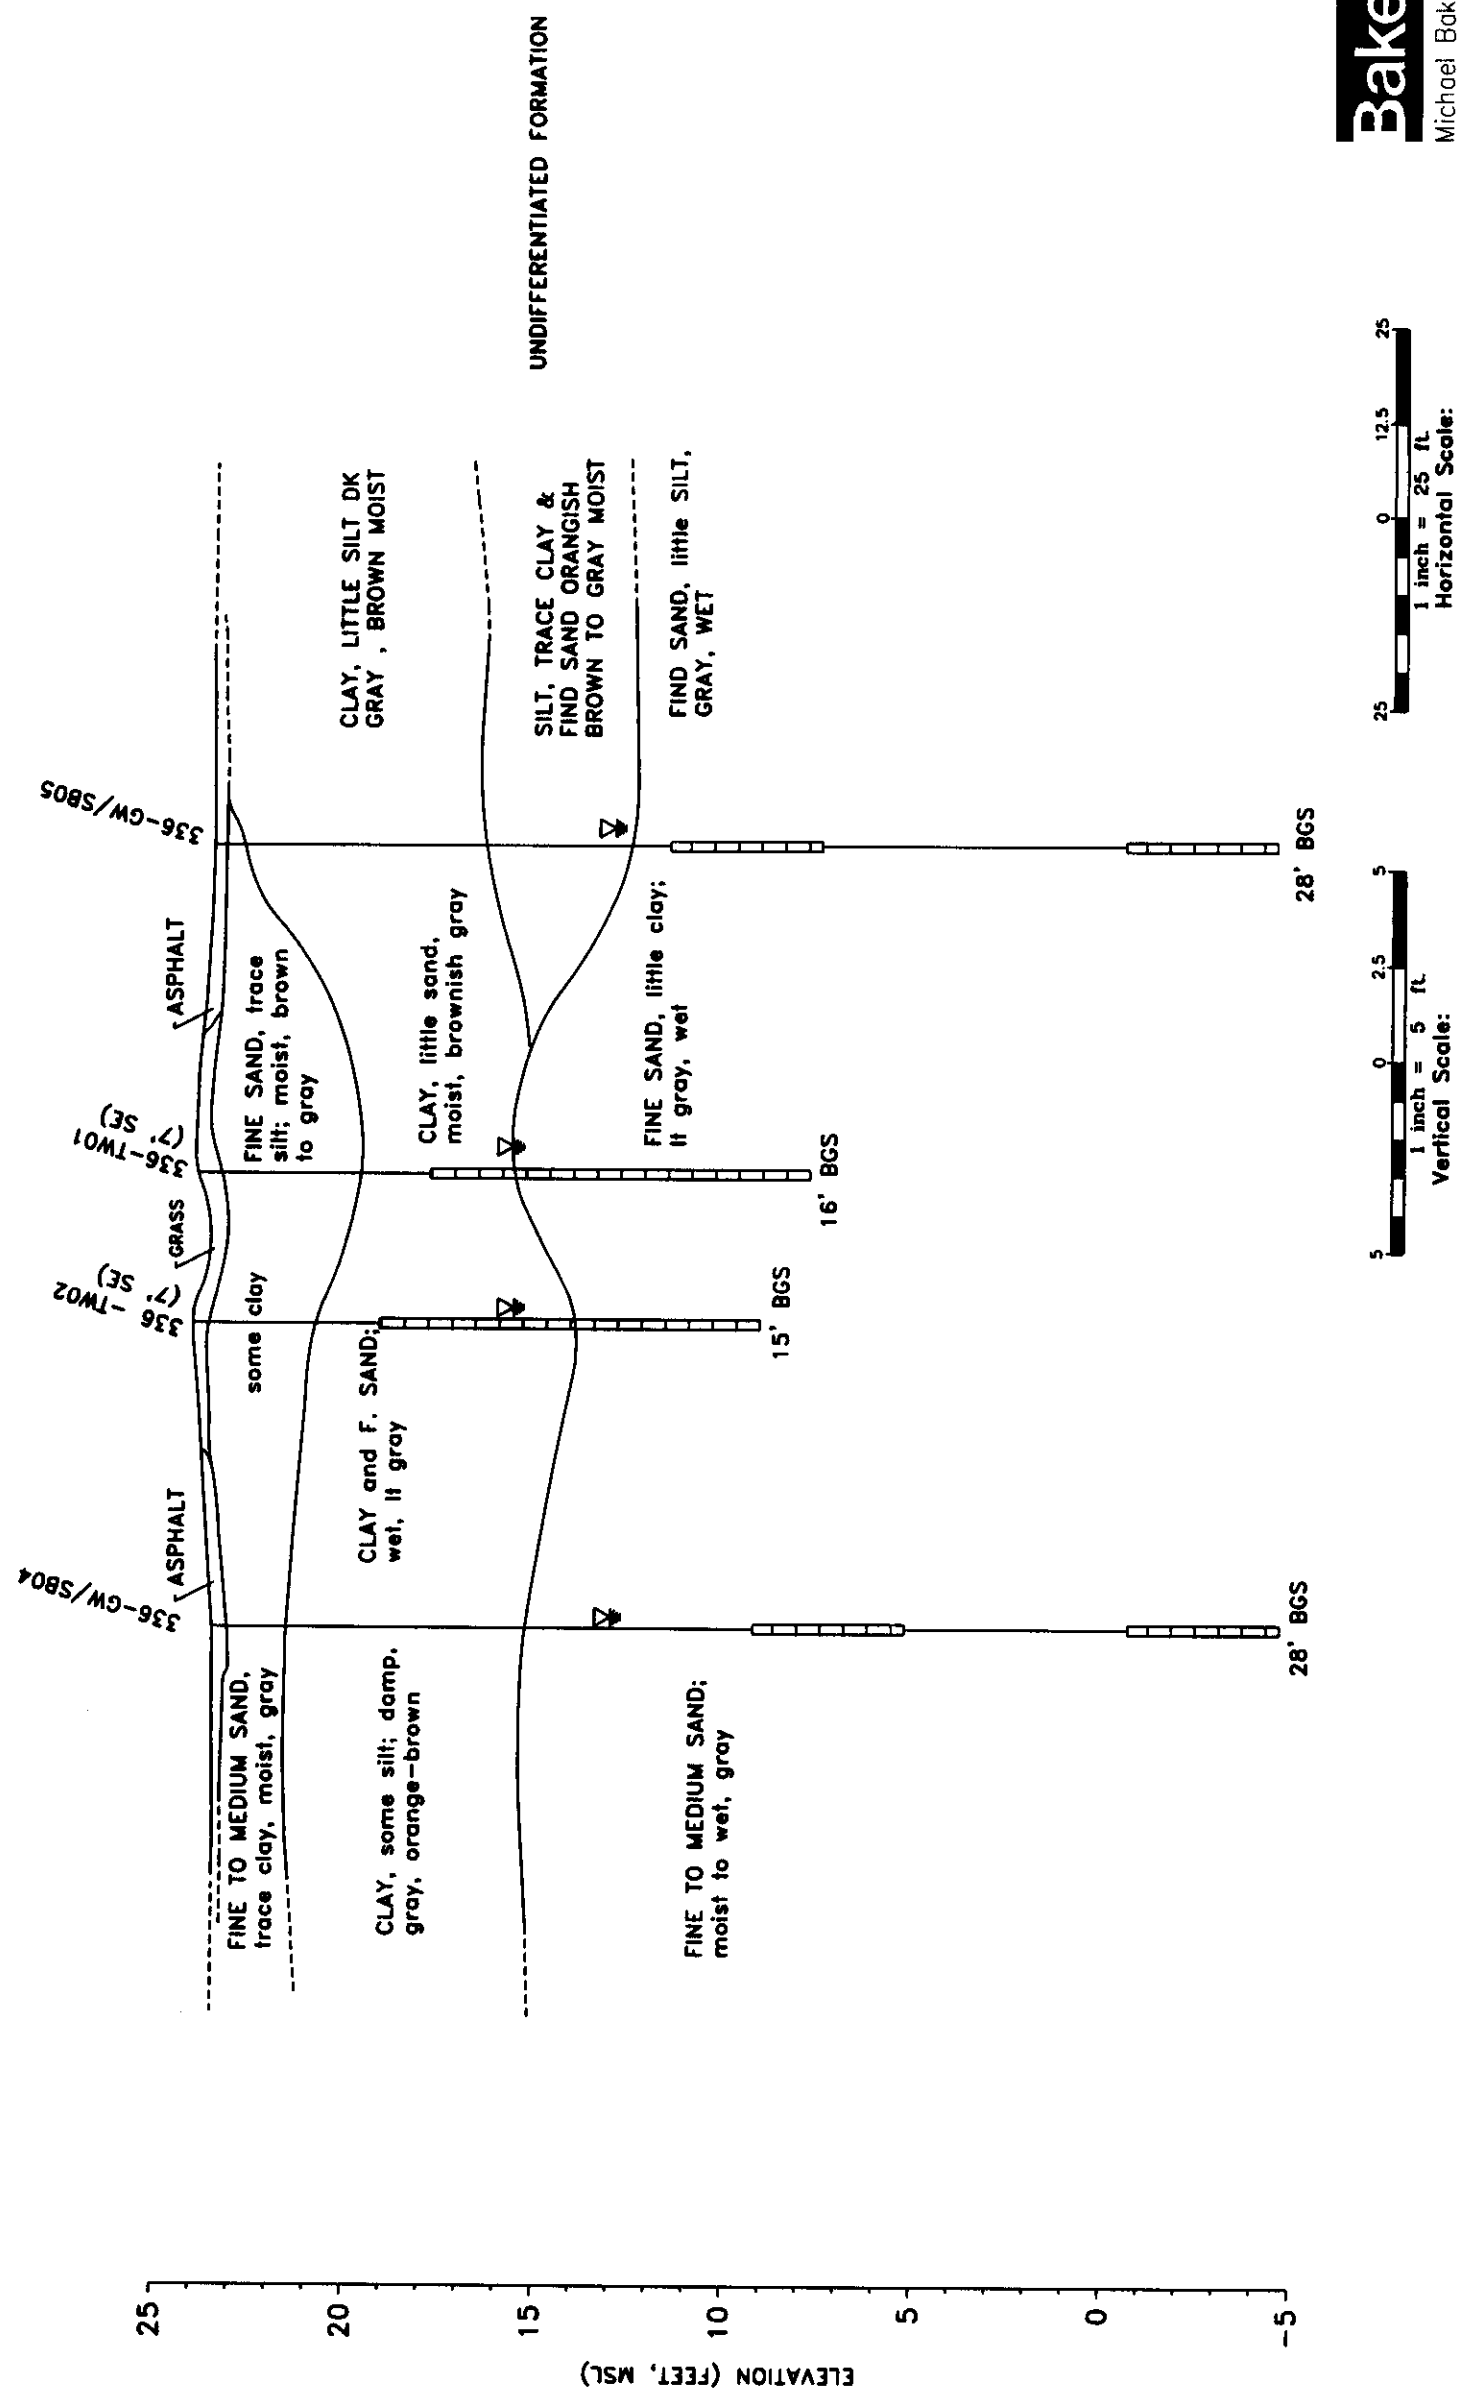 336-GW/SB04
336 -TW02
(7' SE)
336-TW01
(7' SE)
336-GW/SB05
ASPHALT
GRASS
ASPHALT
FINE TO MEDIUM SAND,
trace clay, moist, gray
some clay
FINE SAND, trace
silt; moist, brown
to gray
CLAY, LITTLE SILT DK
GRAY , BROWN MOIST
CLAY, some silt; damp.
gray, orange-brown
CLAY and F. SAND;
wet, lt gray
CLAY, little sand,
moist, brownish gray
SILT, TRACE CLAY &
FIND SAND ORANGISH
BROWN TO GRAY MOIST
UNDIFFERENTIATED FORMATION
FINE TO MEDIUM SAND;
moist to wet, gray
FINE SAND, little clay;
lt gray, wet
FIND SAND, little SILT,
GRAY, WET
28' BGS
15' BGS
16' BGS
28' BGS
25
20
15
10
5
0
-5
ELEVATION (FEET, MSL)
5 0 2.5 5
1 inch = 5 ft.
Vertical Scale:
25 0 12.5 25
1 inch = 25 ft.
Horizontal Scale:
Bake
Michael Bak